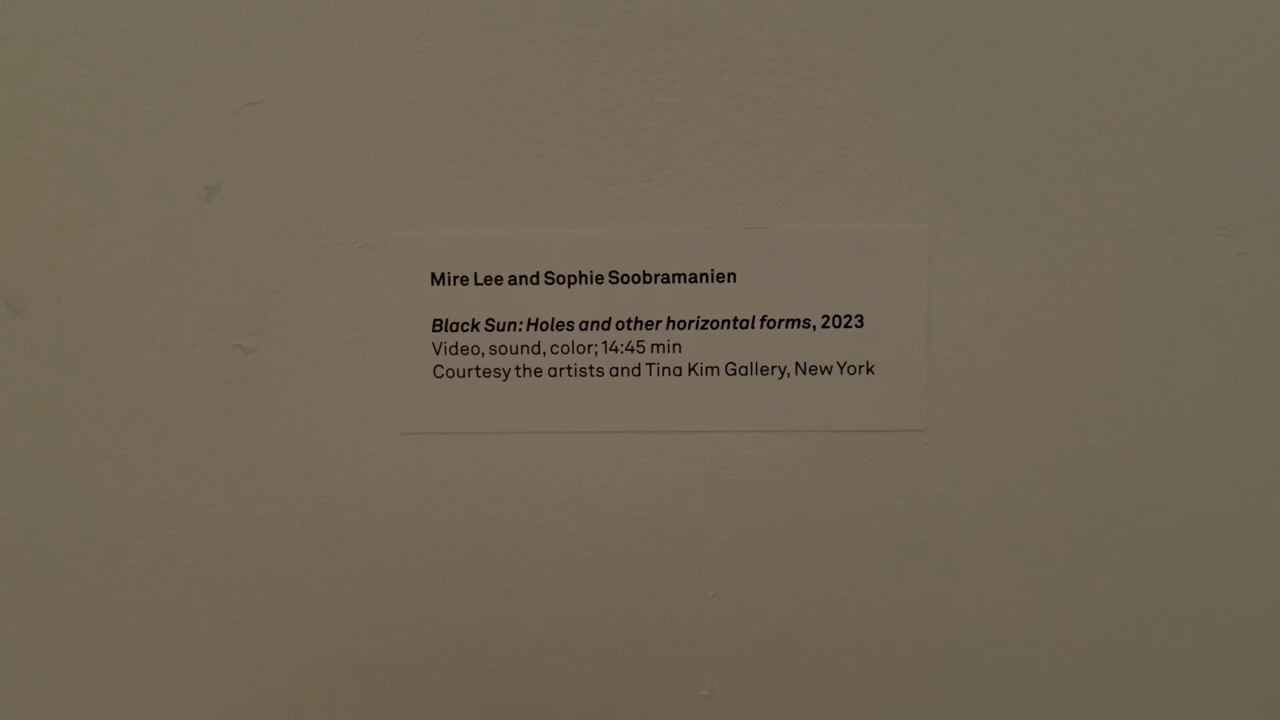 Mire Lee and Sophie Soobramanien
Black Sun: Holes and other horizontal forms, 2023
Video, sound, color; 14:45 min
Courtesy the artists and Tina Kim Gallery, New York